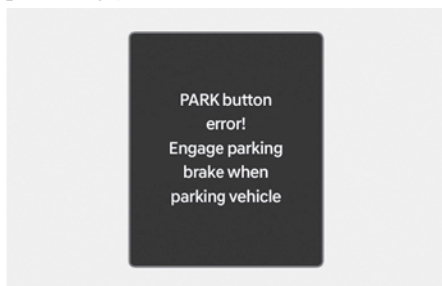 PARK button
error!
Engage parking
brake when
parking vehicle